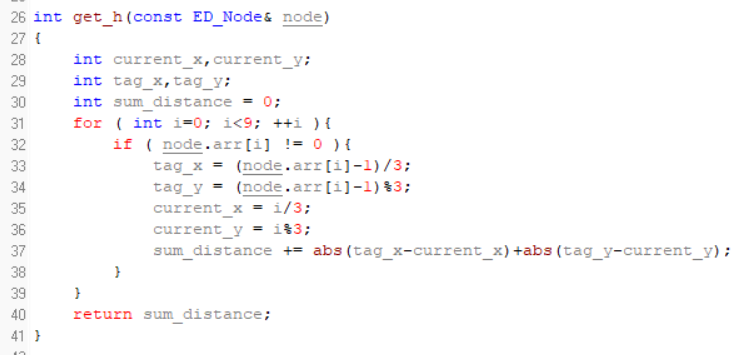 26 int get_h(const ED_Node& node)
27 {
28     int current_x,current_y;
29     int tag_x,tag_y;
30     int sum_distance = 0;
31     for ( int i=0; i<9; ++i ){
32         if ( node.arr[i] != 0 ){
33             tag_x = (node.arr[i]-1)/3;
34             tag_y = (node.arr[i]-1)%3;
35             current_x = i/3;
36             current_y = i%3;
37             sum_distance += abs(tag_x-current_x)+abs(tag_y-current_y);
38         }
39     }
40     return sum_distance;
41 }